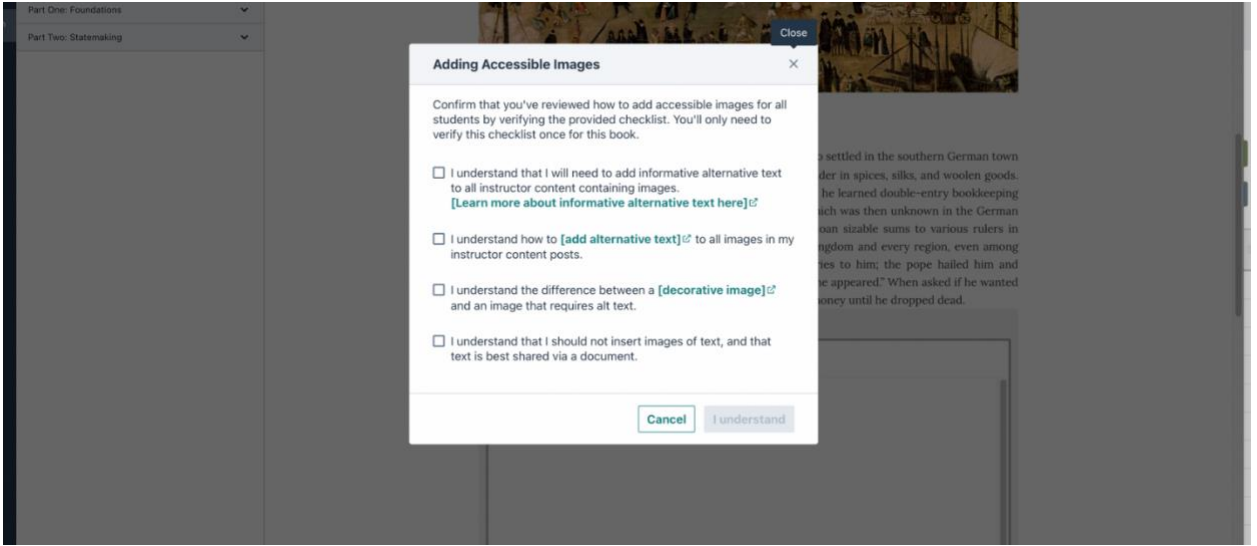 Part One: Foundations
Part Two: Statemaking
Close
Adding Accessible Images
Confirm that you've reviewed how to add accessible images for all
students by verifying the provided checklist. You'll only need to
verify this checklist once for this book.
I understand that I will need to add informative alternative text
to all instructor content containing images.
[Learn more about informative alternative text here]
I understand how to [add alternative text] to all images in my
instructor content posts.
I understand the difference between a [decorative image]
and an image that requires alt text.
I understand that I should not insert images of text, and that
text is best shared via a document.
Cancel
I understand
settled in the southern German town
der in spices, silks, and woolen goods.
he learned double-entry bookkeeping
ich was then unknown in the German
oan sizable sums to various rulers in
ngdom and every region, even among
ies to him; the pope hailed him and
e appeared." When asked if he wanted
oney until he dropped dead.